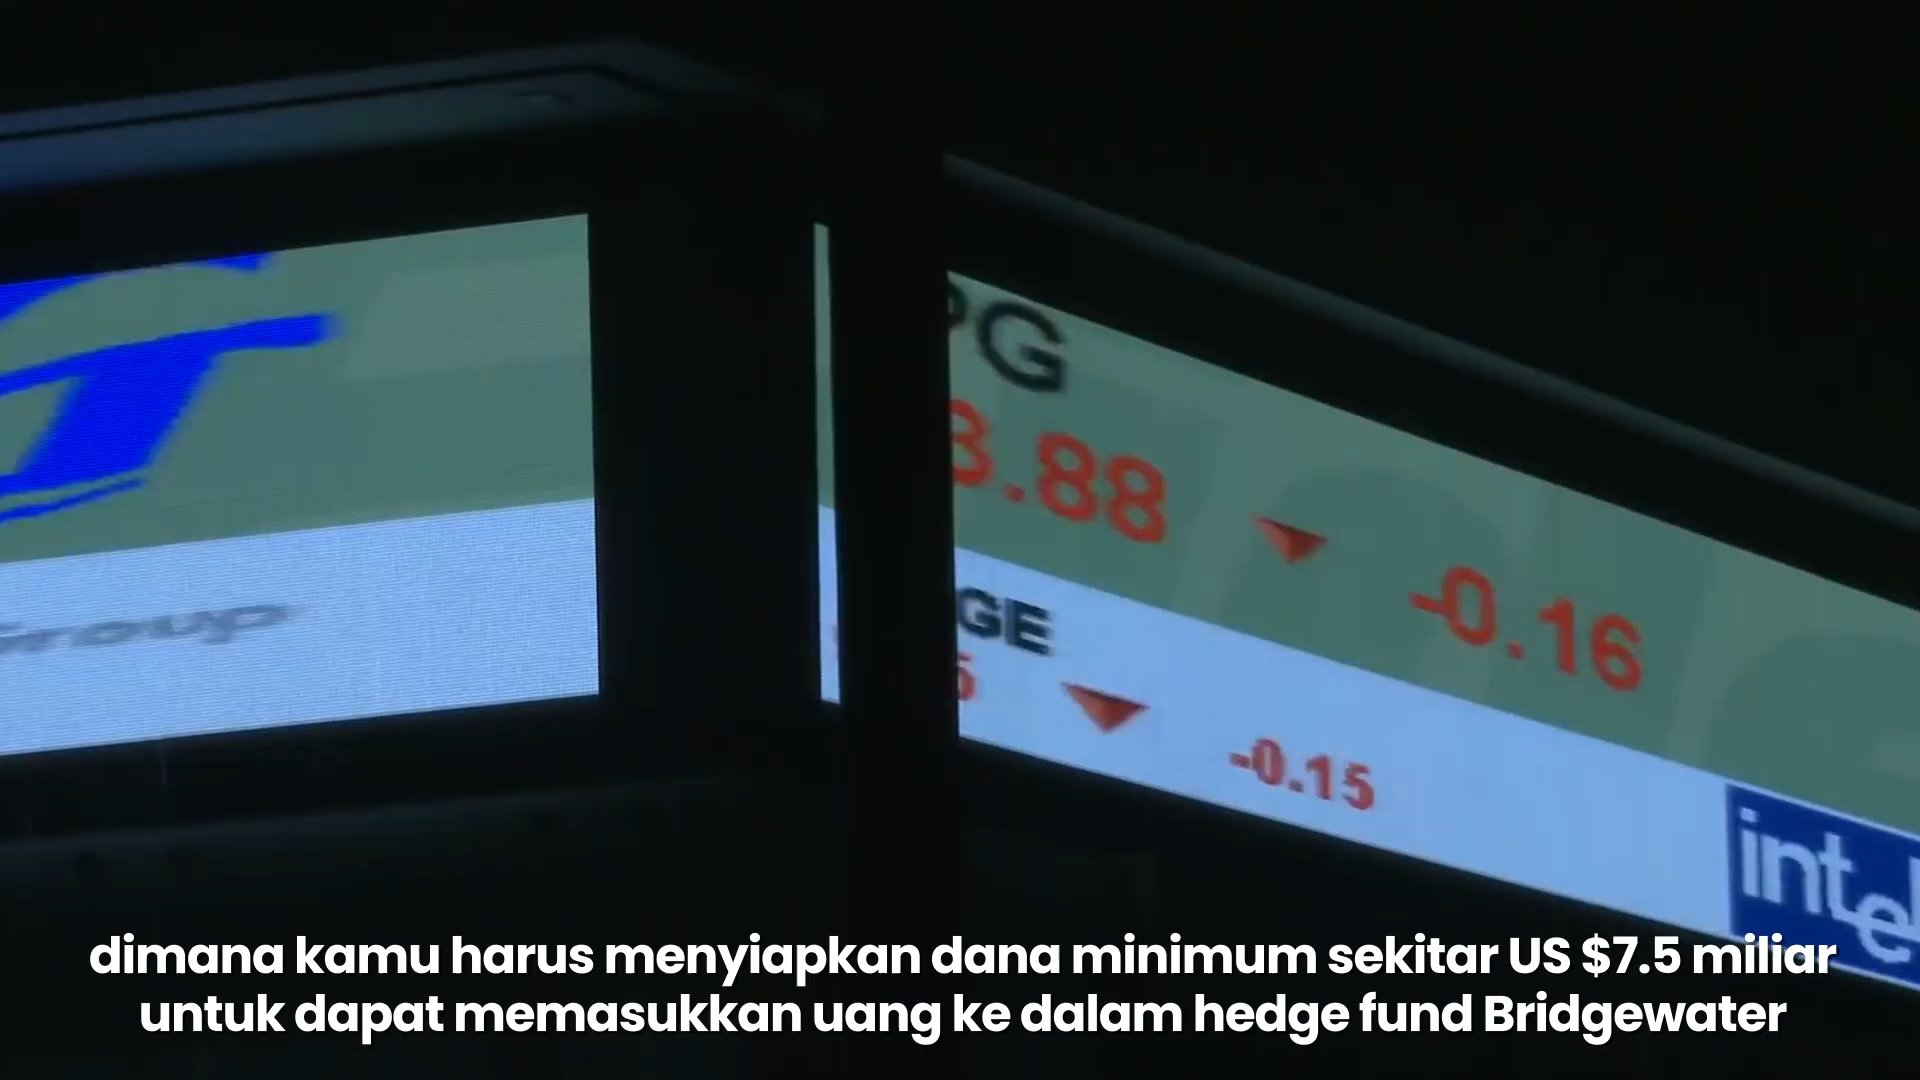 PG
3.88 -0.16
GE
5 -0.15
intel
Group
dimana kamu harus menyiapkan dana minimum sekitar US $7.5 miliar
untuk dapat memasukkan uang ke dalam hedge fund Bridgewater